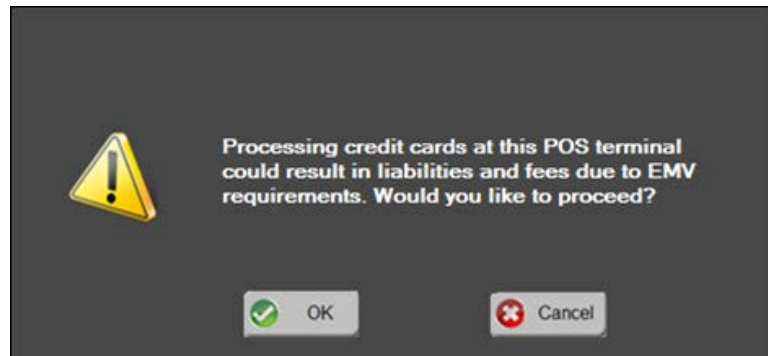 Processing credit cards at this POS terminal
could result in liabilities and fees due to EMV
requirements. Would you like to proceed?
OK
Cancel